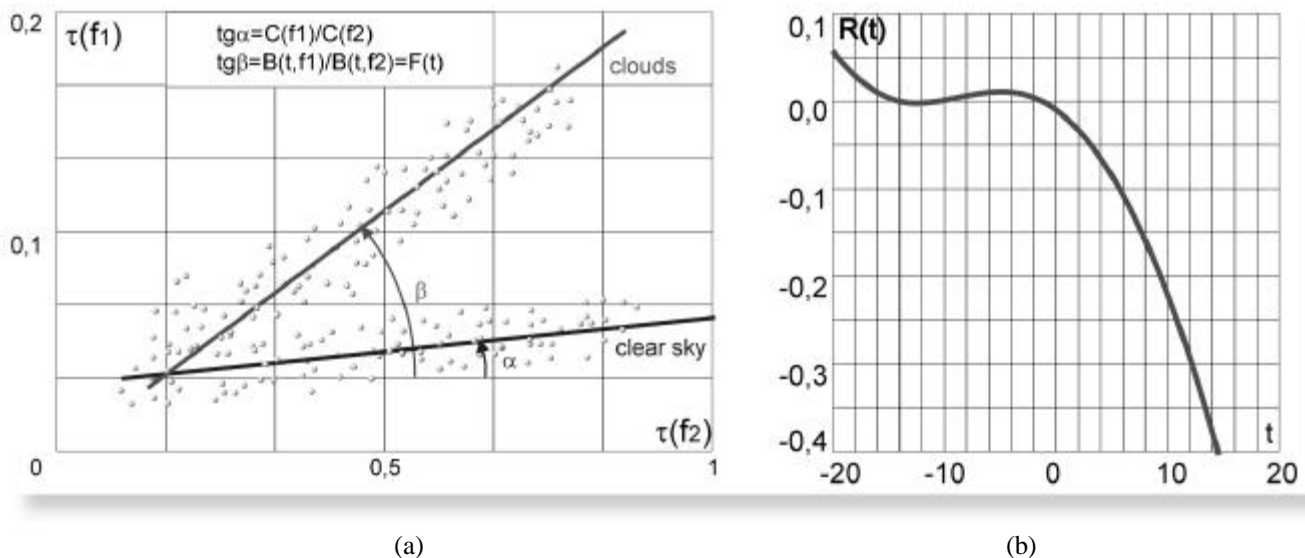 0,2
τ(f1)
tgα=C(f1)/C(f2)
tgβ=B(t,f1)/B(t,f2)=F(t)
clouds
0,1
β
α
clear sky
τ(f2)
0
0,5
1
0,1
R(t)
0,0
-0,1
-0,2
-0,3
-0,4
t
-20
-10
0
10
20
(a)
(b)